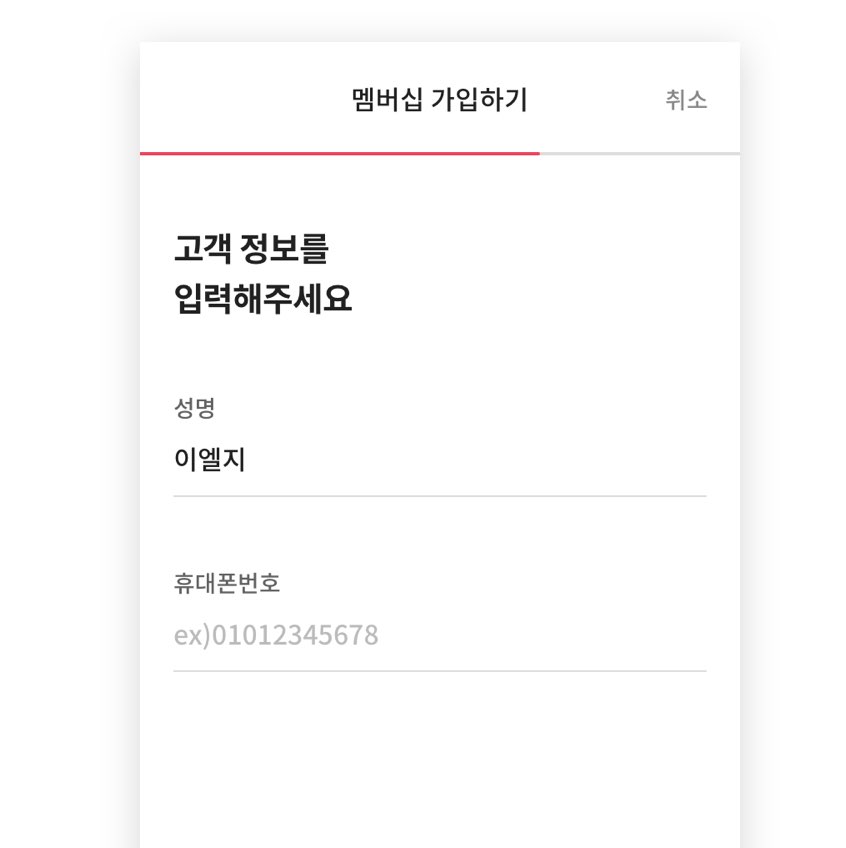 멤버십 가입하기 취소
고객 정보를
입력해주세요
성명
이엘지
휴대폰번호
ex)01012345678